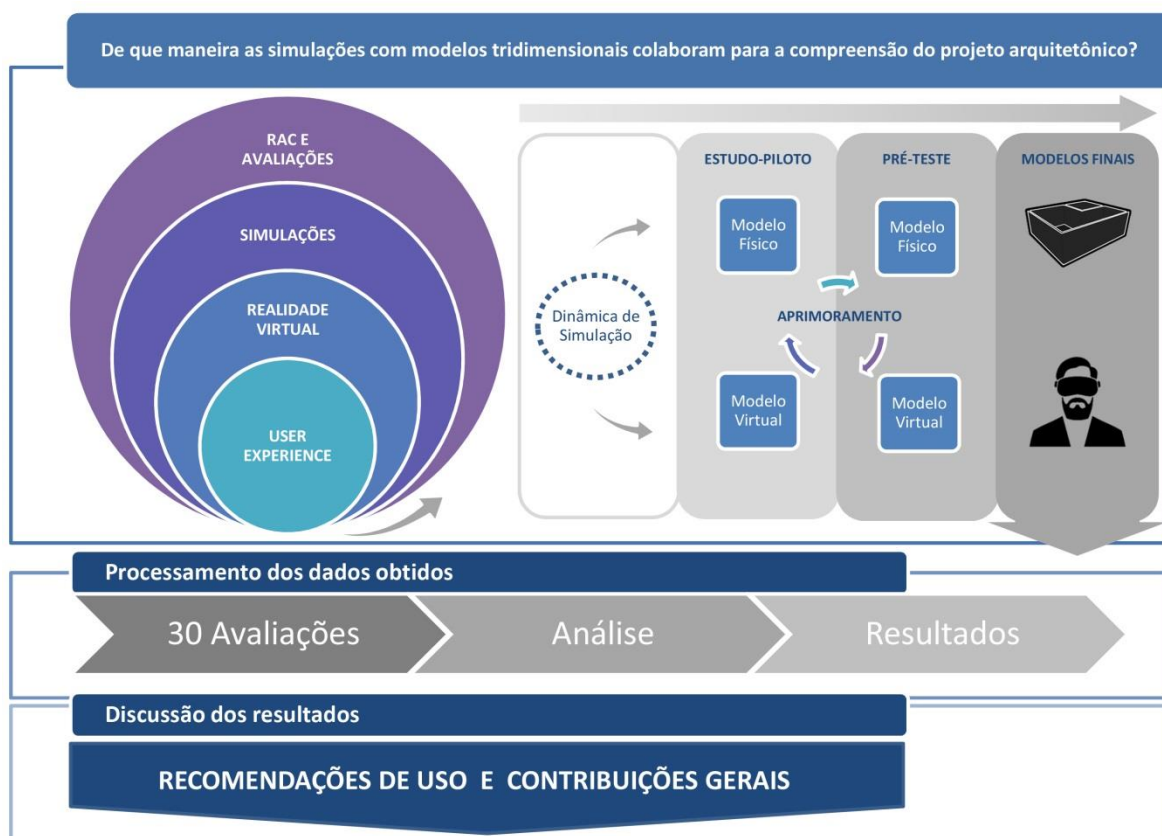 De que maneira as simulações com modelos tridimensionais colaboram para a compreensão do projeto arquitetônico?
RAC E
AVALIAÇÕES
SIMULAÇÕES
REALIDADE
VIRTUAL
USER
EXPERIENCE
Dinâmica de
Simulação
ESTUDO-PILOTO
PRÉ-TESTE
MODELOS FINAIS
Modelo
Físico
Modelo
Físico
APRIMORAMENTO
Modelo
Virtual
Modelo
Virtual
Processamento dos dados obtidos
30 Avaliações
Análise
Resultados
Discussão dos resultados
RECOMENDAÇÕES DE USO E CONTRIBUIÇÕES GERAIS